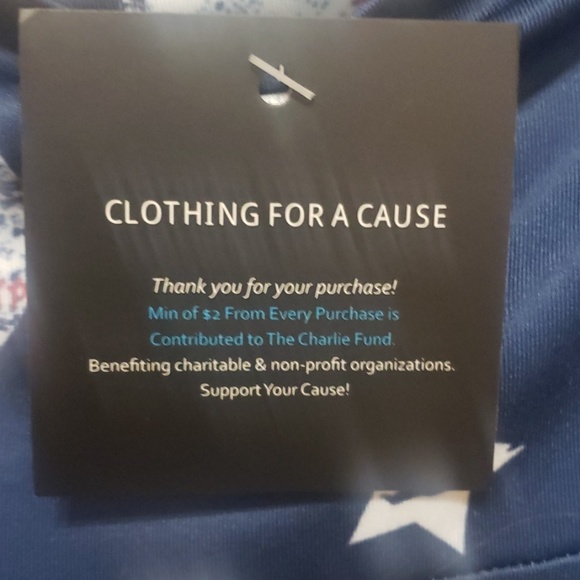 CLOTHING FOR A CAUSE
Thank you for your purchase!
Min of $2 From Every Purchase is
Contributed to The Charlie Fund.
Benefiting charitable & non-profit organizations.
Support Your Cause!